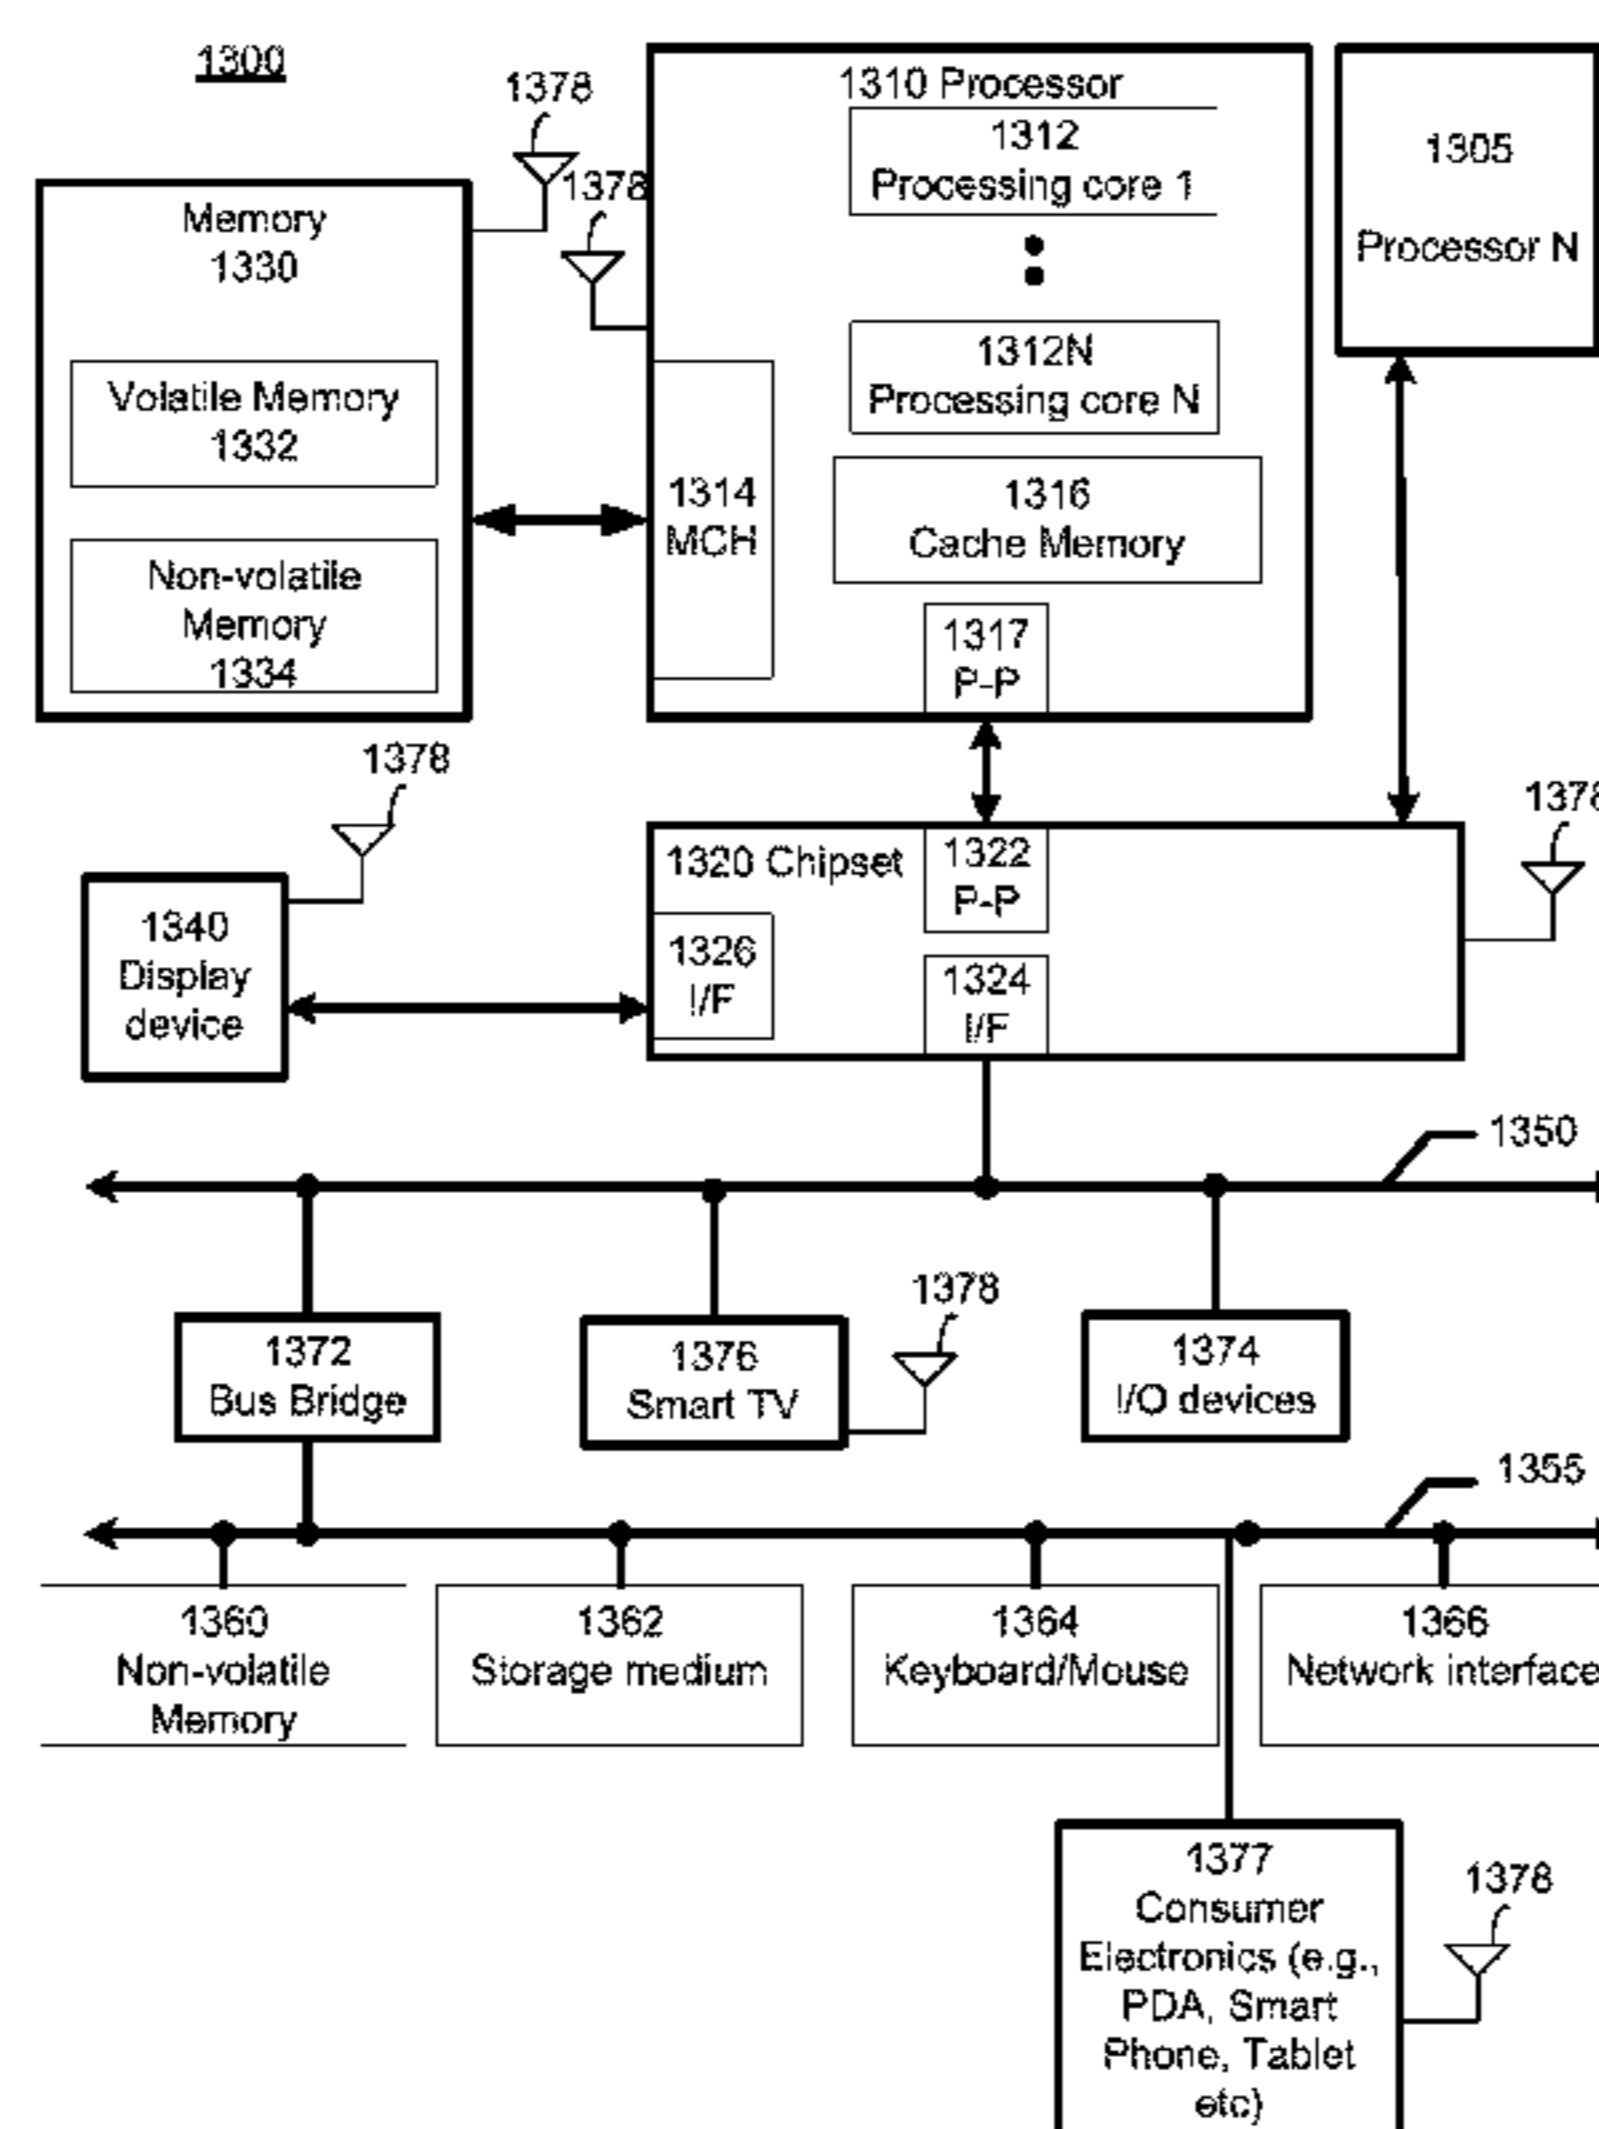 1300
1378
1378
Memory
1330
Volatile Memory
1332
Non-volatile
Memory
1334
1310 Processor
1312
Processing core 1
1312N
Processing core N
1314
MCH
1316
Cache Memory
1317
P-P
1305
Processor N
1378
1340
Display
device
1320 Chipset
1322
P-P
1326
I/F
1324
I/F
1378
1350
1372
Bus Bridge
1376
Smart TV
1378
1374
I/O devices
1355
1360
Non-volatile
Memory
1362
Storage medium
1364
Keyboard/Mouse
1366
Network interface
1377
Consumer
Electronics (e.g.,
PDA, Smart
Phone, Tablet
etc)
1378